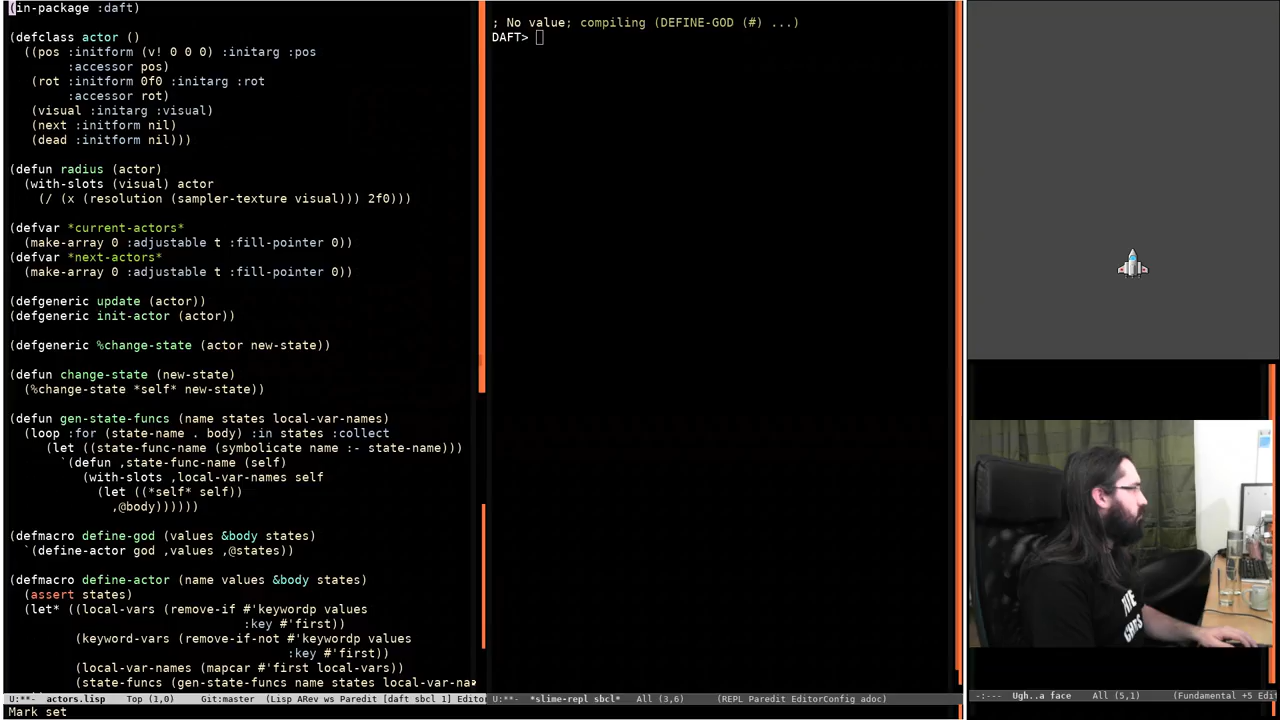 (in-package :daft)
(defclass actor ()
((pos :initform (v! 0 0 0) :initarg :pos
:accessor pos)
(rot :initform 0f0 :initarg :rot
:accessor rot)
(visual :initarg :visual)
(next :initform nil)
(dead :initform nil)))
(defun radius (actor)
(with-slots (visual) actor
(/ (x (resolution (sampler-texture visual))) 2f0)))
(defvar *current-actors*
(make-array 0 :adjustable t :fill-pointer 0))
(defvar *next-actors*
(make-array 0 :adjustable t :fill-pointer 0))
(defgeneric update (actor))
(defgeneric init-actor (actor))
(defgeneric %change-state (actor new-state))
(defun change-state (new-state)
(%change-state *self* new-state))
(defun gen-state-funcs (name states local-var-names)
(loop :for (state-name . body) :in states :collect
(let ((state-func-name (symbolicate name :- state-name)))
`(defun ,state-func-name (self)
(with-slots ,local-var-names self
(let ((*self* self))
,@body))))))
(defmacro define-god (values &body states)
`(define-actor god ,values ,@states))
(defmacro define-actor (name values &body states)
(assert states)
(let* ((local-vars (remove-if #'keywordp values
:key #'first))
(keyword-vars (remove-if-not #'keywordp values
:key #'first))
(local-var-names (mapcar #'first local-vars))
(state-funcs (gen-state-funcs name states local-var-na
U:**- actors.lisp Top (1,0) Git:master (Lisp ARev ws Paredit [daft sbcl 1] Editor
Mark set
; No value; compiling (DEFINE-GOD (#) ...)
DAFT>
U:**- *slime-repl sbcl* All (3,6) (REPL Paredit EditorConfig adoc)
-:--- Ugh..a face All (5,1) (Fundamental +5 Edit